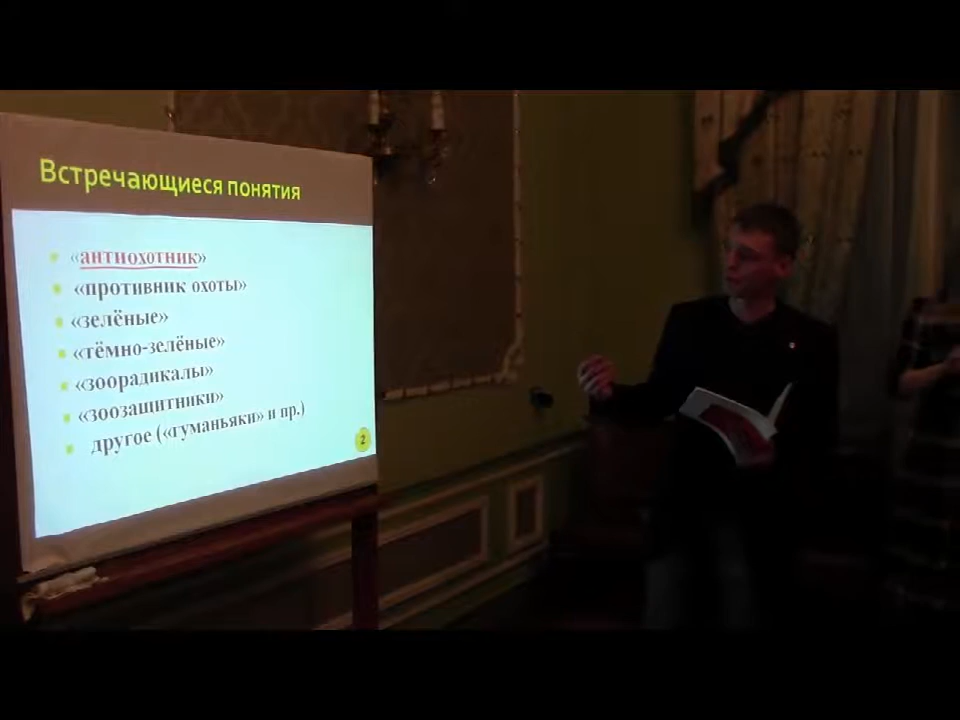 Встречающиеся понятия
«антиохотник»
«противник охоты»
«зелёные»
«тёмно-зелёные»
«зоорадикалы»
«зоозащитники»
другое («гуманьяки» и пр.)
2